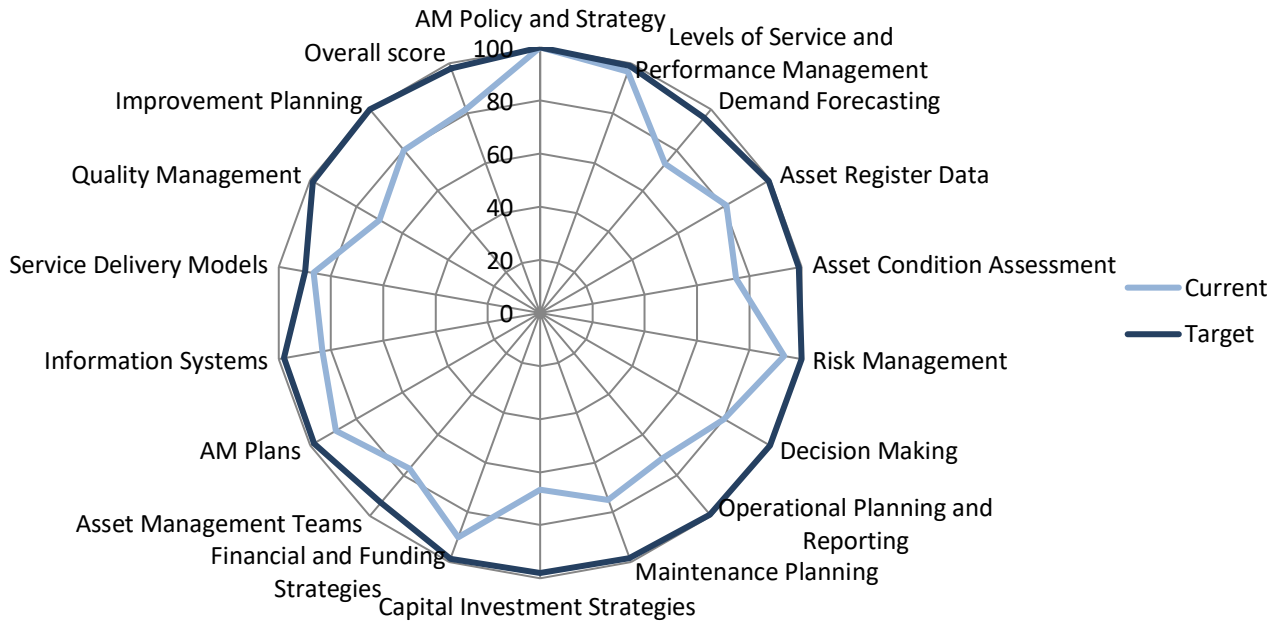 AM Policy and Strategy
Levels of Service and
Performance Management
Demand Forecasting
Asset Register Data
Asset Condition Assessment
Risk Management
Decision Making
Operational Planning and
Reporting
Maintenance Planning
Capital Investment Strategies
Financial and Funding
Strategies
Asset Management Teams
AM Plans
Information Systems
Service Delivery Models
Quality Management
Improvement Planning
Overall score
100
80
60
40
20
0
Current
Target